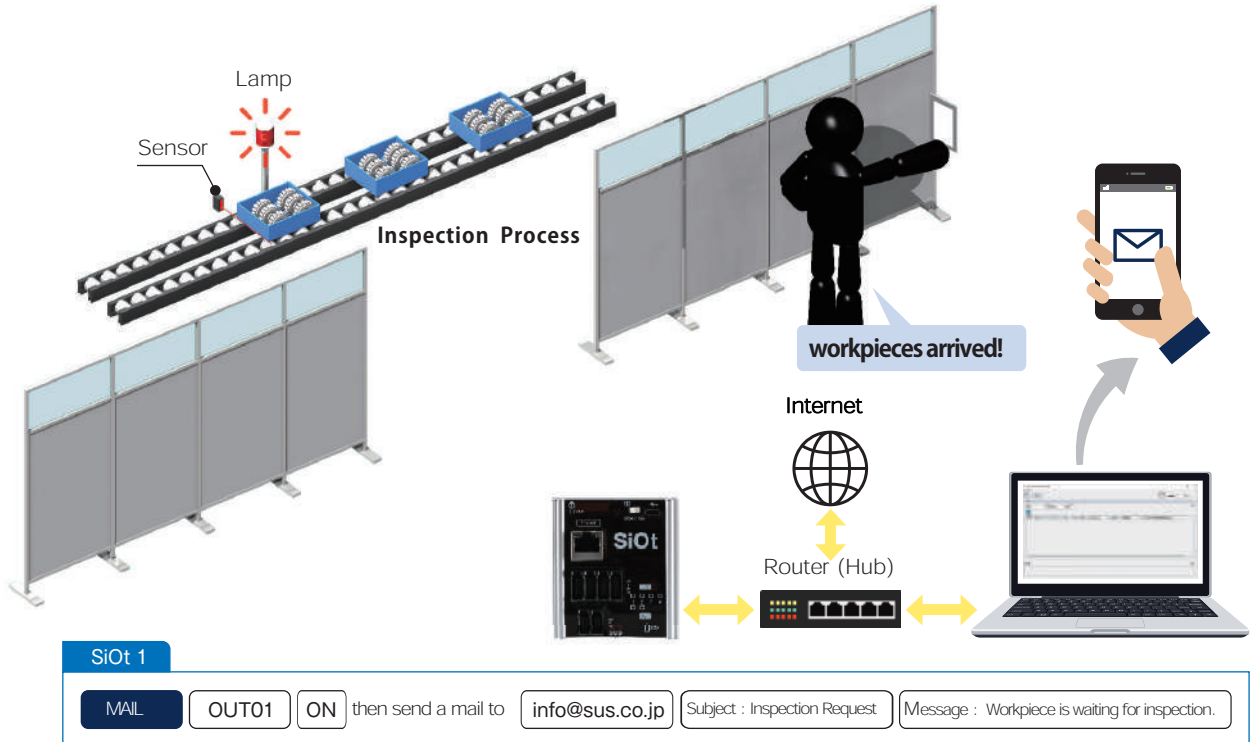 Lamp
Sensor
Inspection Process
workpieces arrived!
Internet
SiOt
Router (Hub)
SiOt 1
MAIL OUT01 ON then send a mail to info@sus.co.jp Subject : Inspection Request Message : Workpiece is waiting for inspection.